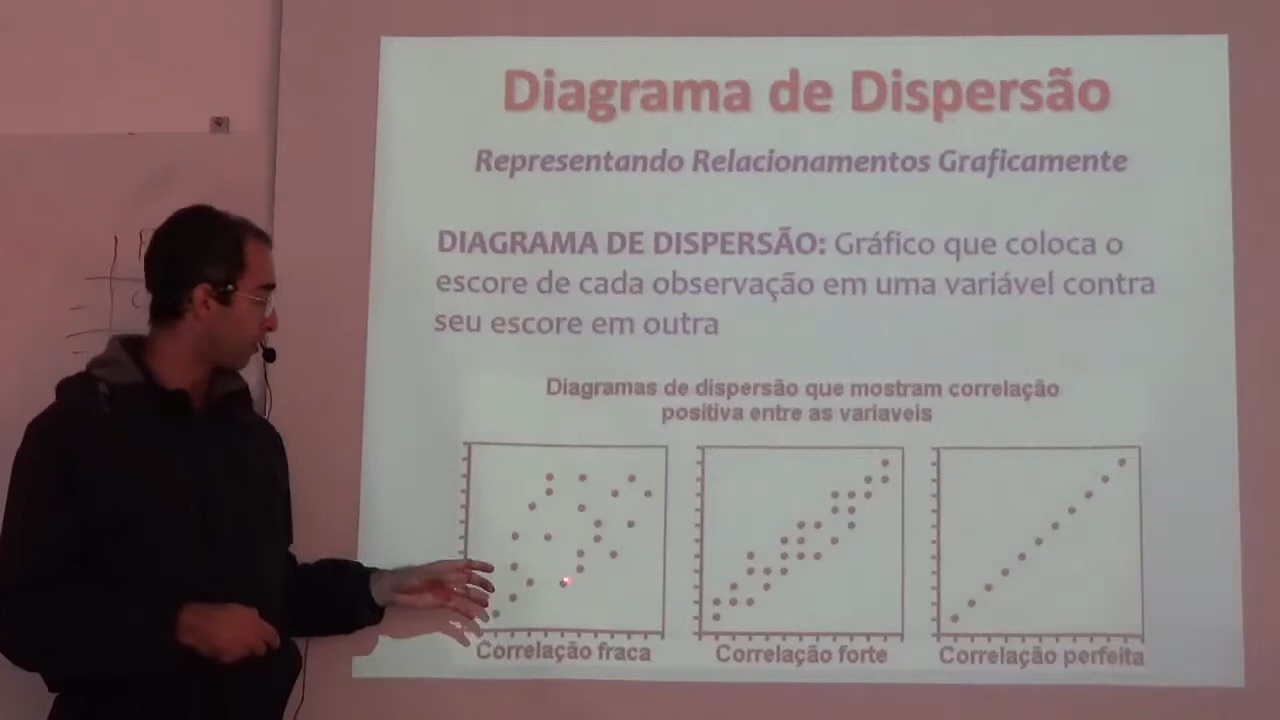 Diagrama de Dispersão
Representando Relacionamentos Graficamente
DIAGRAMA DE DISPERSÃO: Gráfico que coloca o
escore de cada observação em uma variável contra
seu escore em outra
Diagramas de dispersão que mostram correlação
positiva entre as variaveis
Correlação fraca
Correlação forte
Correlação perfeita